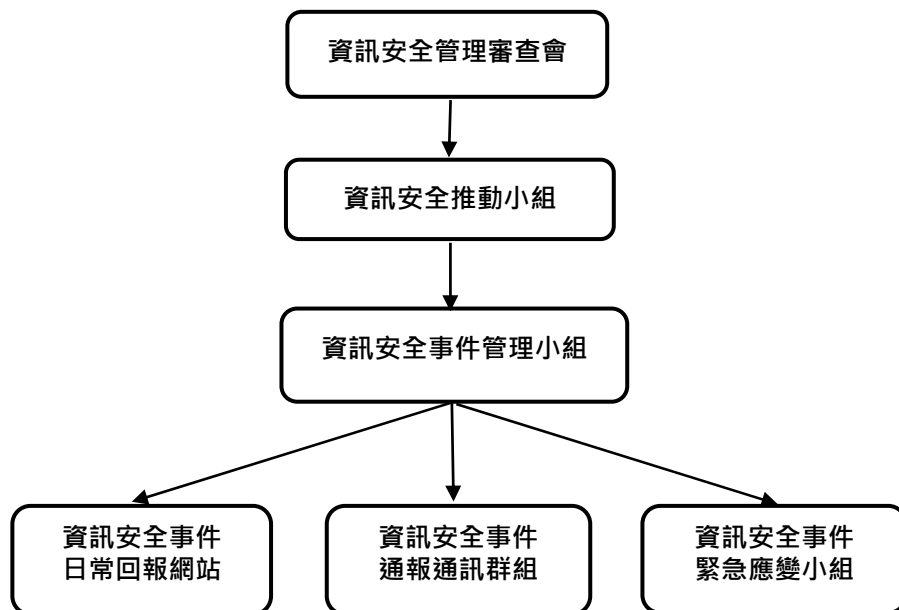 資訊安全管理審查會
資訊安全推動小組
資訊安全事件管理小組
資訊安全事件
日常回報網站
資訊安全事件
通報通訊群組
資訊安全事件
緊急應變小組